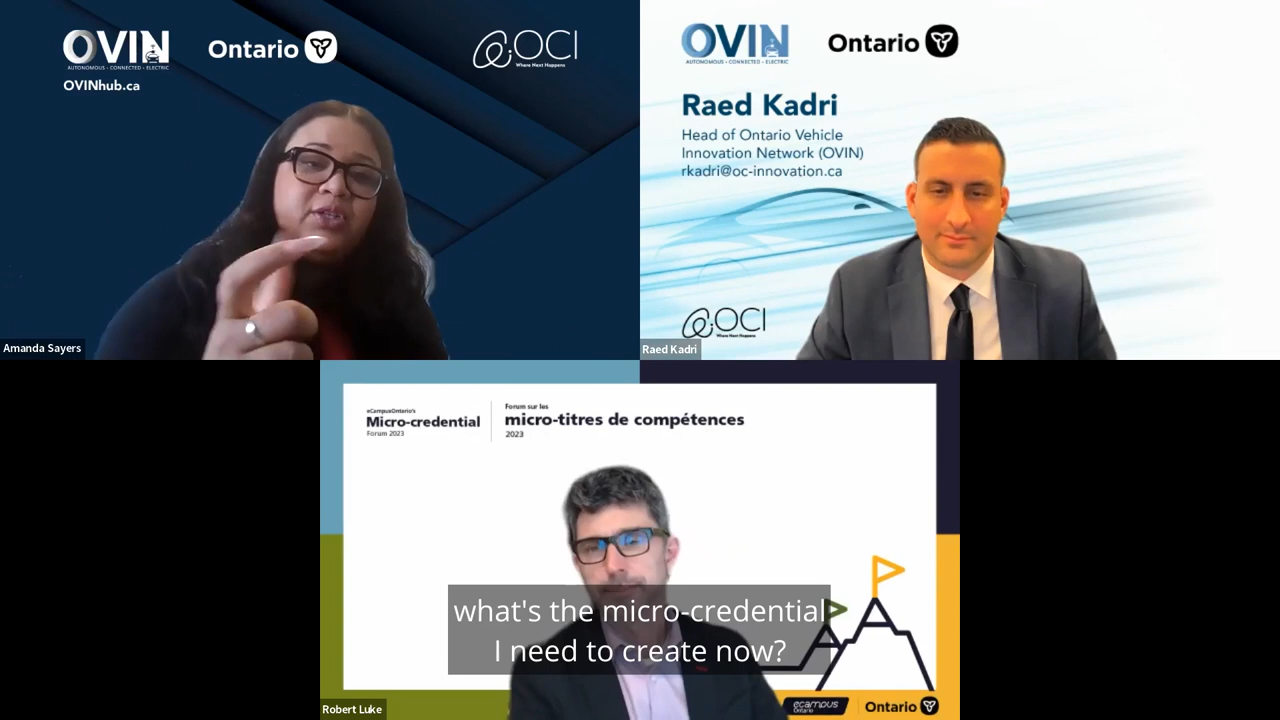 OVIN
AUTONOMOUS • CONNECTED • ELECTRIC
OVINhub.ca
Ontario
OCI
Where Next Happens
Amanda Sayers
OVIN
AUTONOMOUS • CONNECTED • ELECTRIC
Ontario
Raed Kadri
Head of Ontario Vehicle
Innovation Network (OVIN)
rkadri@oc-innovation.ca
OCI
Where Next Happens
Raed Kadri
eCampusOntario's
Micro-credential
Forum 2023
Forum sur les
micro-titres de compétences
2023
what's the micro-credential
I need to create now?
Robert Luke
ecampus
Ontario
Ontario